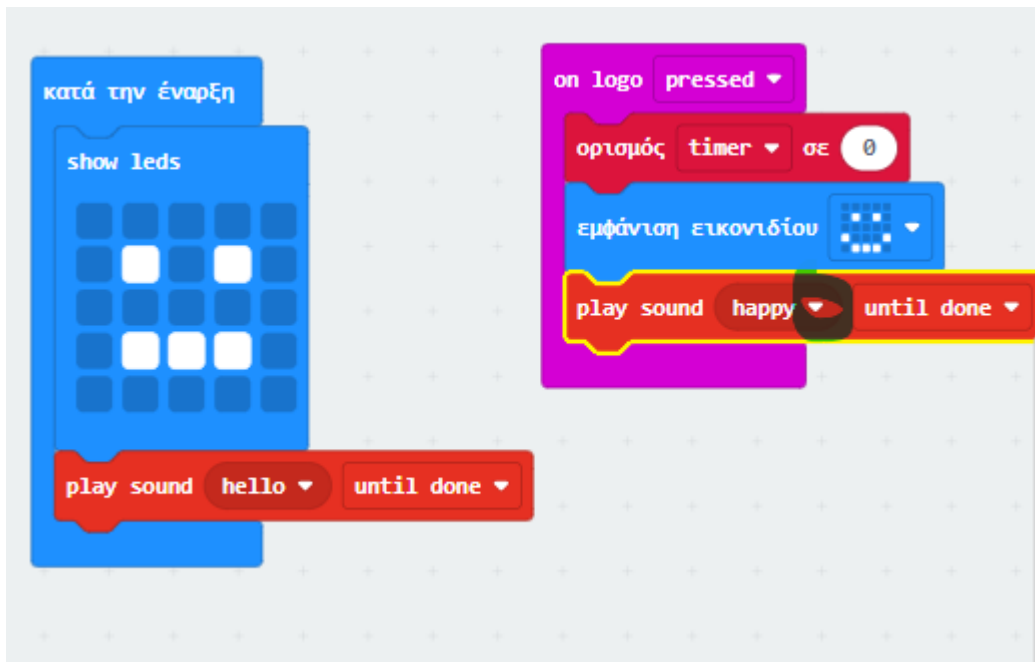 κατά την έναρξη
show leds
play sound hello until done
on logo pressed
ορισμός timer σε 0
εμφάνιση εικονιδίου
play sound happy until done